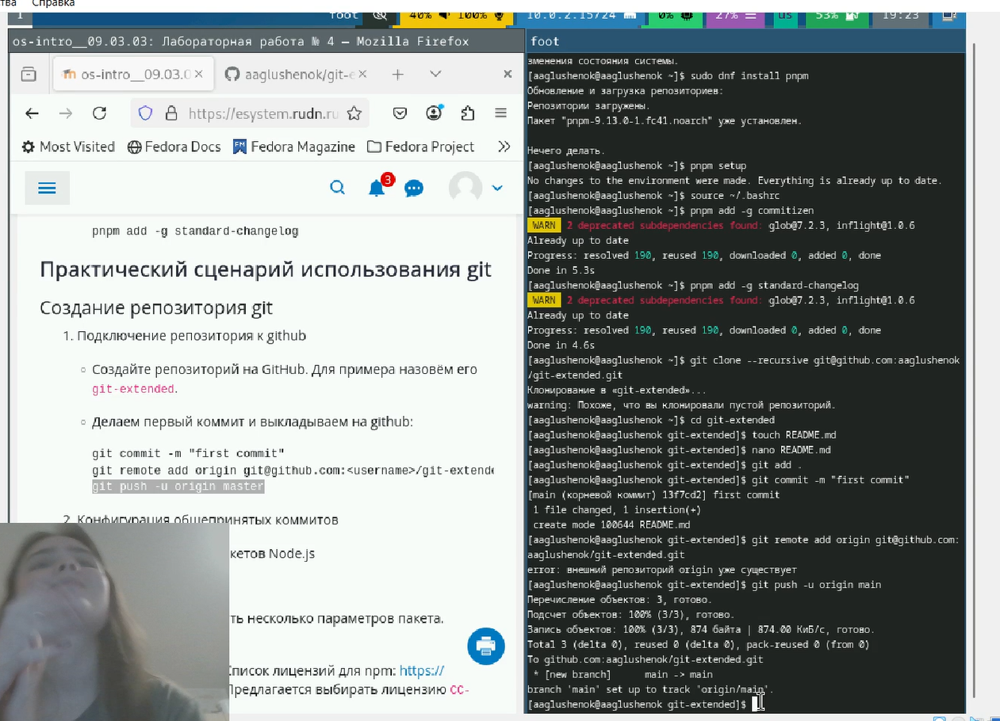 ства Справка
1 foot 40% 100% 10.0.2.15/24 0% 27% us 53% 19:23
os-intro__09.03.03: Лабораторная работа № 4 — Mozilla Firefox
os-intro__09.03.0 × aaglushenok/git-e × + ×
https://esystem.rudn.ru
Most Visited Fedora Docs Fedora Magazine Fedora Project
3
pnpm add -g standard-changelog
Практический сценарий использования git
Создание репозитория git
1. Подключение репозитория к github
Создайте репозиторий на GitHub. Для примера назовём его
git-extended.
Делаем первый коммит и выкладываем на github:
git commit -m "first commit"
git remote add origin git@github.com:<username>/git-extende
git push -u origin master
2. Конфигурация общепринятых коммитов
кетов Node.js
ть несколько параметров пакета.
Список лицензий для npm: https://
Предлагается выбирать лицензию CC-
foot
зменения состояния системы.
[aaglushenok@aaglushenok ~]$ sudo dnf install pnpm
Обновление и загрузка репозиториев:
Репозитории загружены.
Пакет "pnpm-9.13.0-1.fc41.noarch" уже установлен.
Нечего делать.
[aaglushenok@aaglushenok ~]$ pnpm setup
No changes to the environment were made. Everything is already up to date.
[aaglushenok@aaglushenok ~]$ source ~/.bashrc
[aaglushenok@aaglushenok ~]$ pnpm add -g commitizen
WARN 2 deprecated subdependencies found: glob@7.2.3, inflight@1.0.6
Already up to date
Progress: resolved 190, reused 190, downloaded 0, added 0, done
Done in 5.3s
[aaglushenok@aaglushenok ~]$ pnpm add -g standard-changelog
WARN 2 deprecated subdependencies found: glob@7.2.3, inflight@1.0.6
Already up to date
Progress: resolved 190, reused 190, downloaded 0, added 0, done
Done in 4.6s
[aaglushenok@aaglushenok ~]$ git clone --recursive git@github.com:aaglushenok
/git-extended.git
Клонирование в «git-extended»...
warning: Похоже, что вы клонировали пустой репозиторий.
[aaglushenok@aaglushenok ~]$ cd git-extended
[aaglushenok@aaglushenok git-extended]$ touch README.md
[aaglushenok@aaglushenok git-extended]$ nano README.md
[aaglushenok@aaglushenok git-extended]$ git add .
[aaglushenok@aaglushenok git-extended]$ git commit -m "first commit"
[main (корневой коммит) 13f7cd2] first commit
1 file changed, 1 insertion(+)
create mode 100644 README.md
[aaglushenok@aaglushenok git-extended]$ git remote add origin git@github.com:
aaglushenok/git-extended.git
error: внешний репозиторий origin уже существует
[aaglushenok@aaglushenok git-extended]$ git push -u origin main
Перечисление объектов: 3, готово.
Подсчет объектов: 100% (3/3), готово.
Запись объектов: 100% (3/3), 874 байта | 874.00 КиБ/с, готово.
Total 3 (delta 0), reused 0 (delta 0), pack-reused 0 (from 0)
To github.com:aaglushenok/git-extended.git
* [new branch] main -> main
branch 'main' set up to track 'origin/main'.
[aaglushenok@aaglushenok git-extended]$